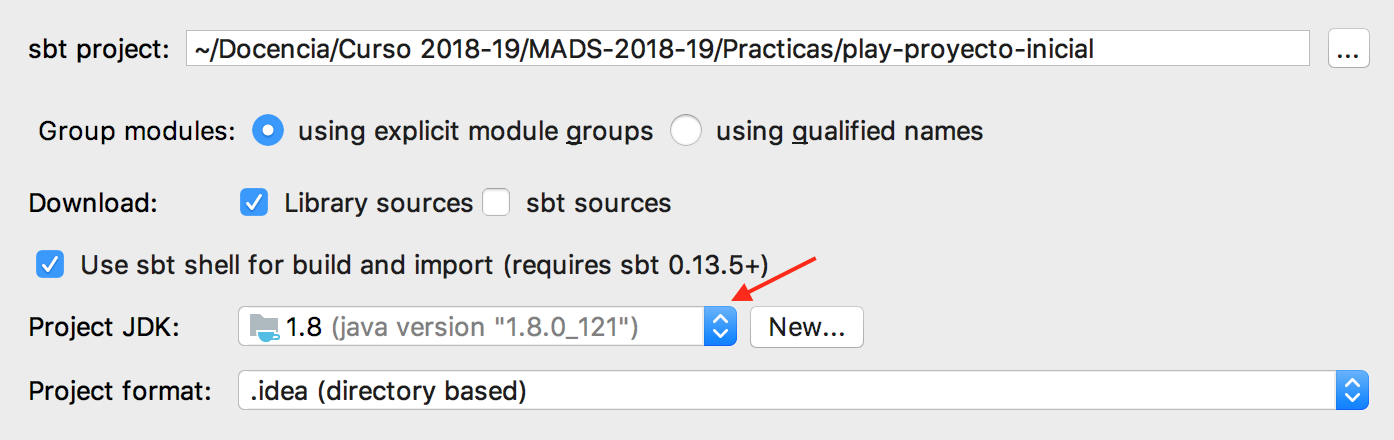 sbt project: ~/Docencia/Curso 2018-19/MADS-2018-19/Practicas/play-proyecto-inicial ...
Group modules: using explicit module groups using qualified names
Download: Library sources sbt sources
Use sbt shell for build and import (requires sbt 0.13.5+)
Project JDK: 1.8 (java version "1.8.0_121") New...
Project format: .idea (directory based)